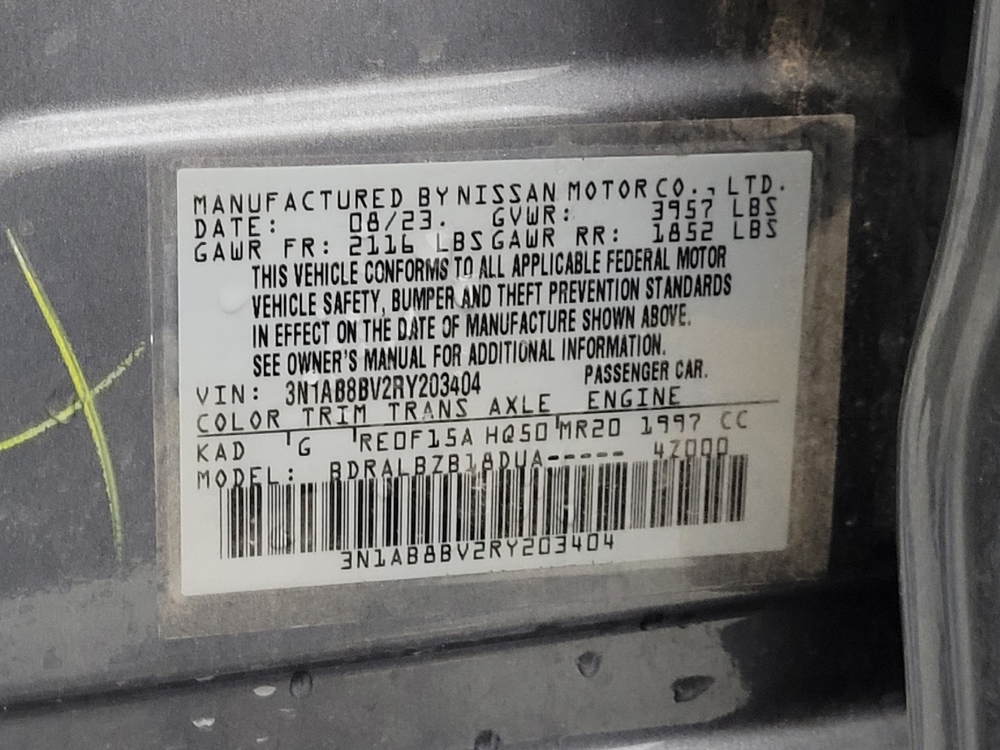 MANUFACTURED BY NISSAN MOTOR CO., LTD.
DATE: 08/23. GVWR: 3957 LBS
GAWR FR: 2116 LBS GAWR RR: 1852 LBS
THIS VEHICLE CONFORMS TO ALL APPLICABLE FEDERAL MOTOR
VEHICLE SAFETY, BUMPER AND THEFT PREVENTION STANDARDS
IN EFFECT ON THE DATE OF MANUFACTURE SHOWN ABOVE.
SEE OWNER'S MANUAL FOR ADDITIONAL INFORMATION.
VIN: 3N1AB8BV2RY203404 PASSENGER CAR.
COLOR TRIM TRANS AXLE ENGINE
KAD G RE0F15A HQ50 MR20 1997 CC
MODEL: BDRALBZB18DUA----- 4Z000
3N1AB8BV2RY203404